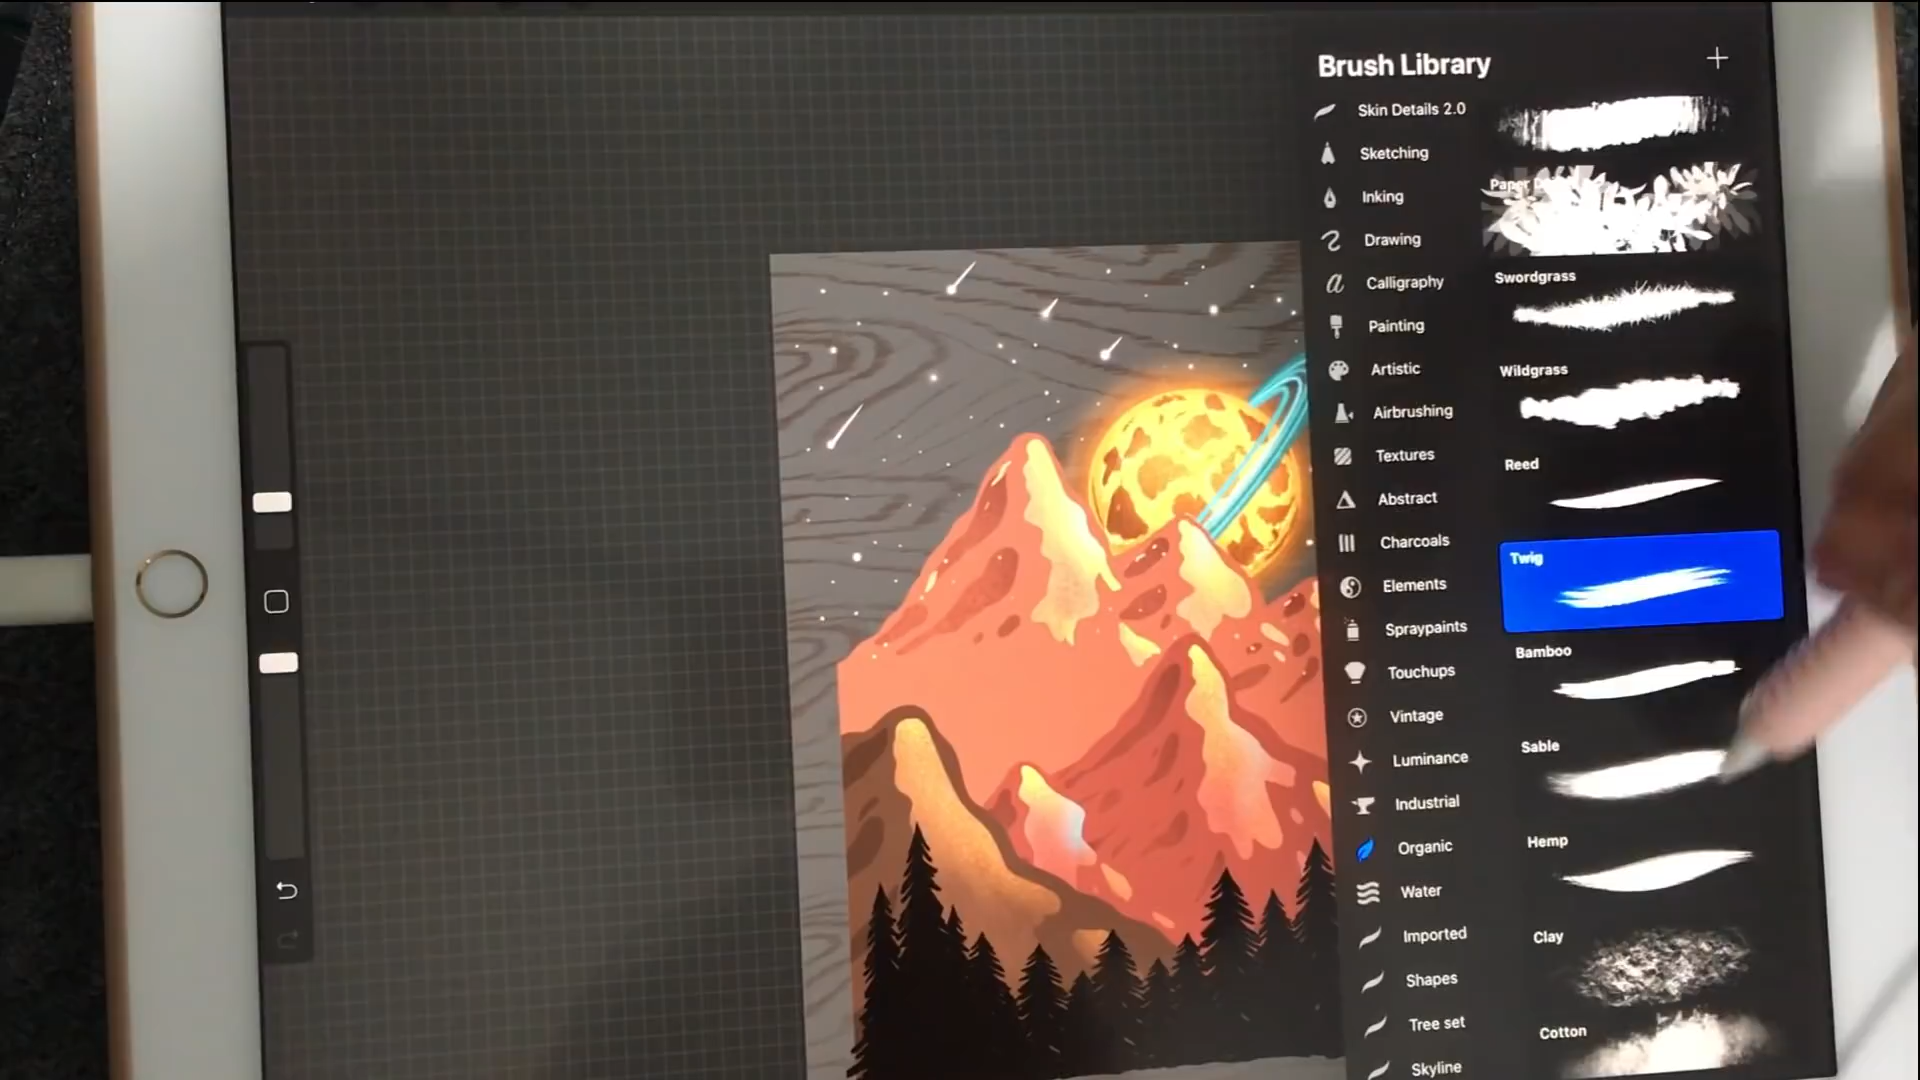 Brush Library
Skin Details 2.0
Sketching
Inking
Drawing
Calligraphy
Painting
Artistic
Airbrushing
Textures
Abstract
Charcoals
Elements
Spraypaints
Touchups
Vintage
Luminance
Industrial
Organic
Water
Imported
Shapes
Tree set
Skyline
Paper
Swordgrass
Wildgrass
Reed
Twig
Bamboo
Sable
Hemp
Clay
Cotton